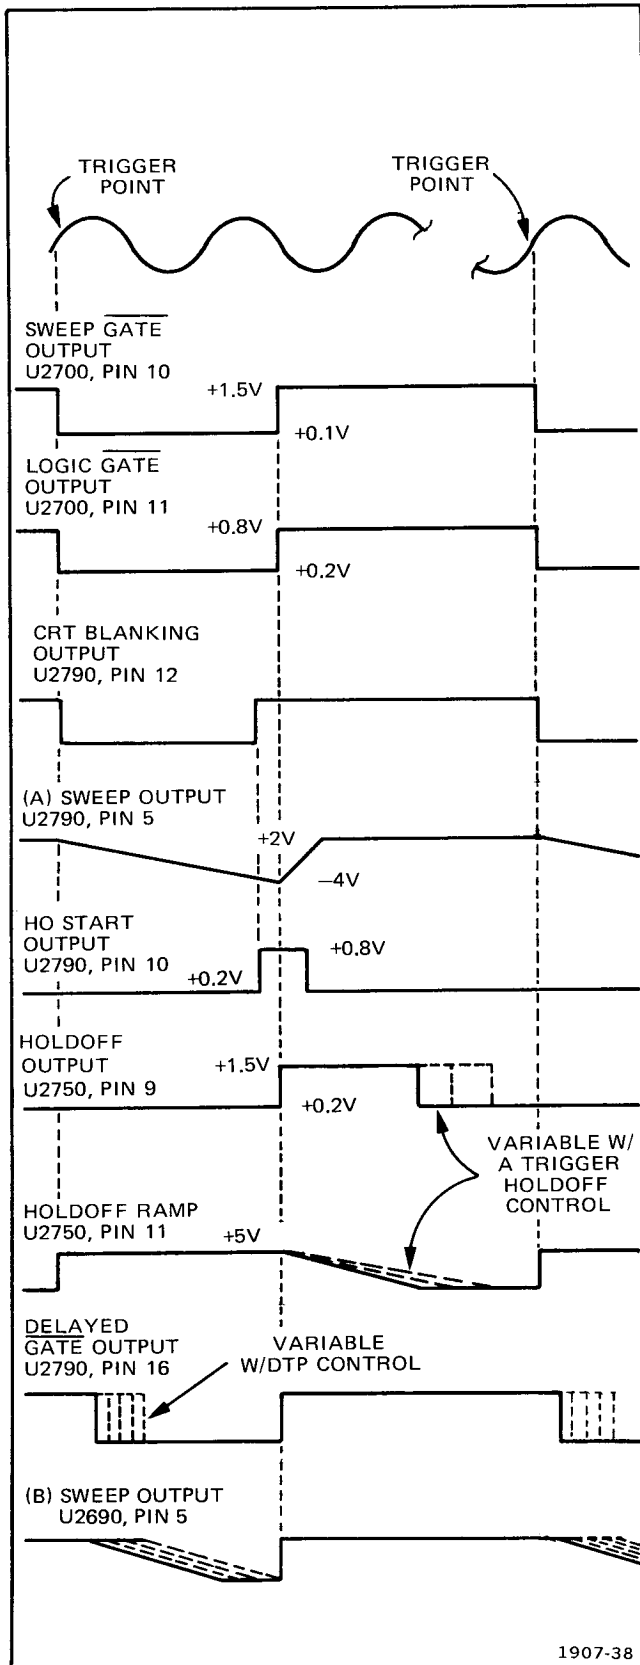 TRIGGER
POINT
TRIGGER
POINT
SWEEP GATE
OUTPUT
U2700, PIN 10
+1.5V
+0.1V
LOGIC GATE
OUTPUT
U2700, PIN 11
+0.8V
+0.2V
CRT BLANKING
OUTPUT
U2790, PIN 12
(A) SWEEP OUTPUT
U2790, PIN 5
+2V
−4V
HO START
OUTPUT
U2790, PIN 10
+0.8V
+0.2V
HOLDOFF
OUTPUT
U2750, PIN 9
+1.5V
+0.2V
VARIABLE W/
A TRIGGER
HOLDOFF
CONTROL
HOLDOFF RAMP
U2750, PIN 11
+5V
DELAYED
GATE OUTPUT
U2790, PIN 16
VARIABLE
W/DTP CONTROL
(B) SWEEP OUTPUT
U2690, PIN 5
1907-38